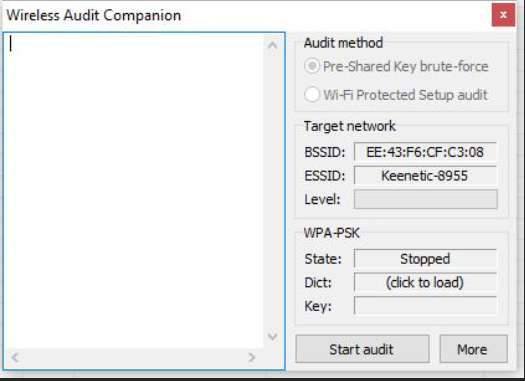 Wireless Audit Companion
x
Audit method
Pre-Shared Key brute-force
Wi-Fi Protected Setup audit
Target network
BSSID: EE:43:F6:CF:C3:08
ESSID: Keenetic-8955
Level:
WPA-PSK
State: Stopped
Dict: (click to load)
Key:
Start audit More